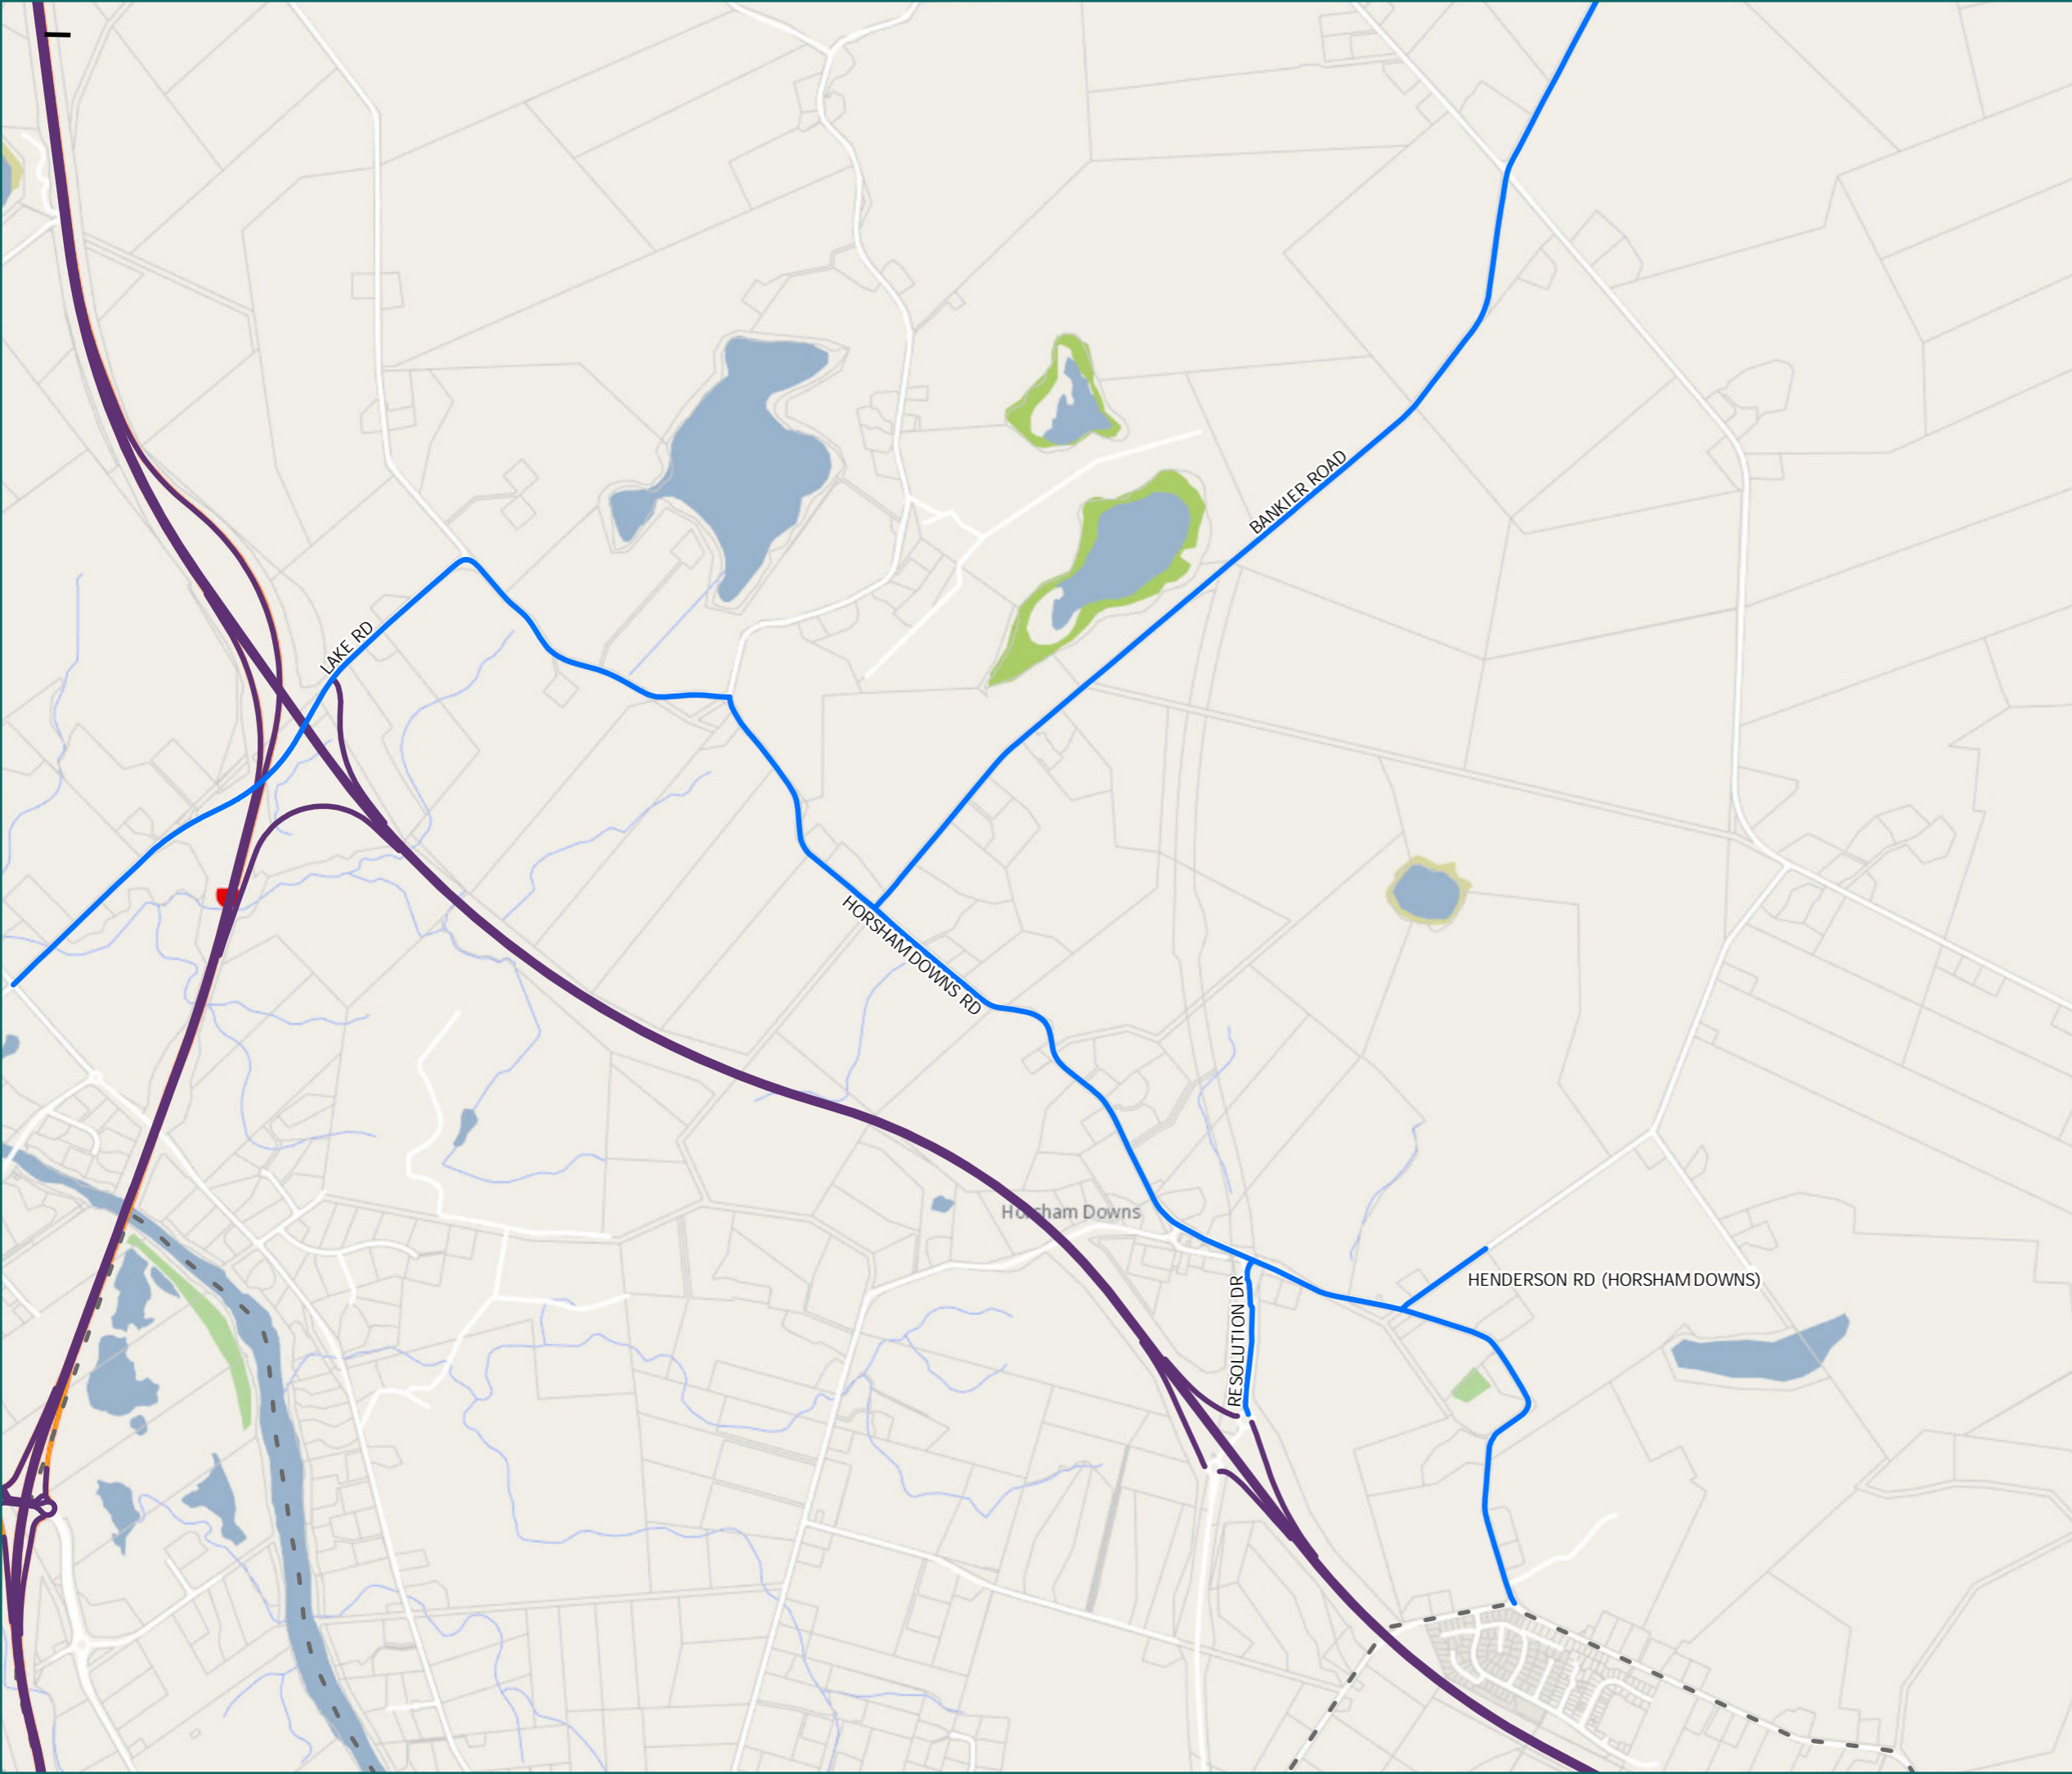 LAKE RD
BANKIER ROAD
HORSHAM DOWNS RD
Horsham Downs
RESOLUTION DR
HENDERSON RD (HORSHAM DOWNS)